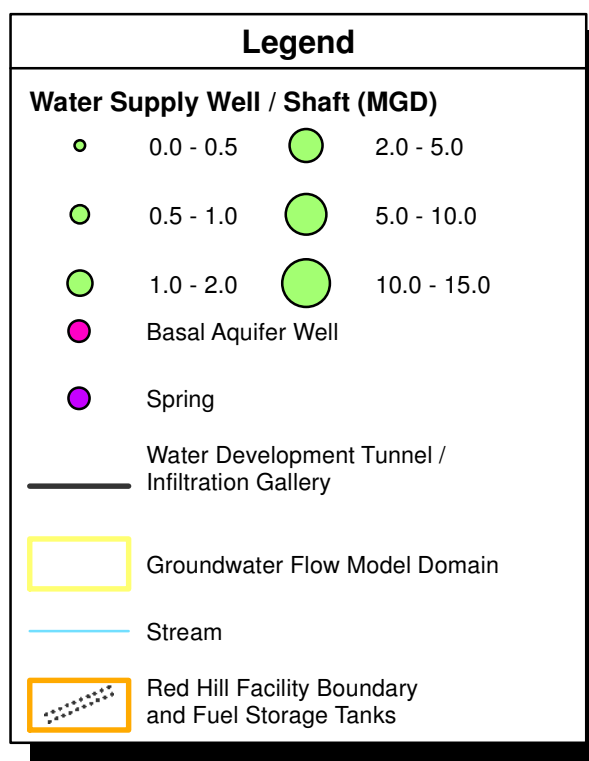 Legend
Water Supply Well / Shaft (MGD)
0.0 - 0.5 2.0 - 5.0
0.5 - 1.0 5.0 - 10.0
1.0 - 2.0 10.0 - 15.0
Basal Aquifer Well
Spring
Water Development Tunnel /
Infiltration Gallery
Groundwater Flow Model Domain
Stream
Red Hill Facility Boundary
and Fuel Storage Tanks